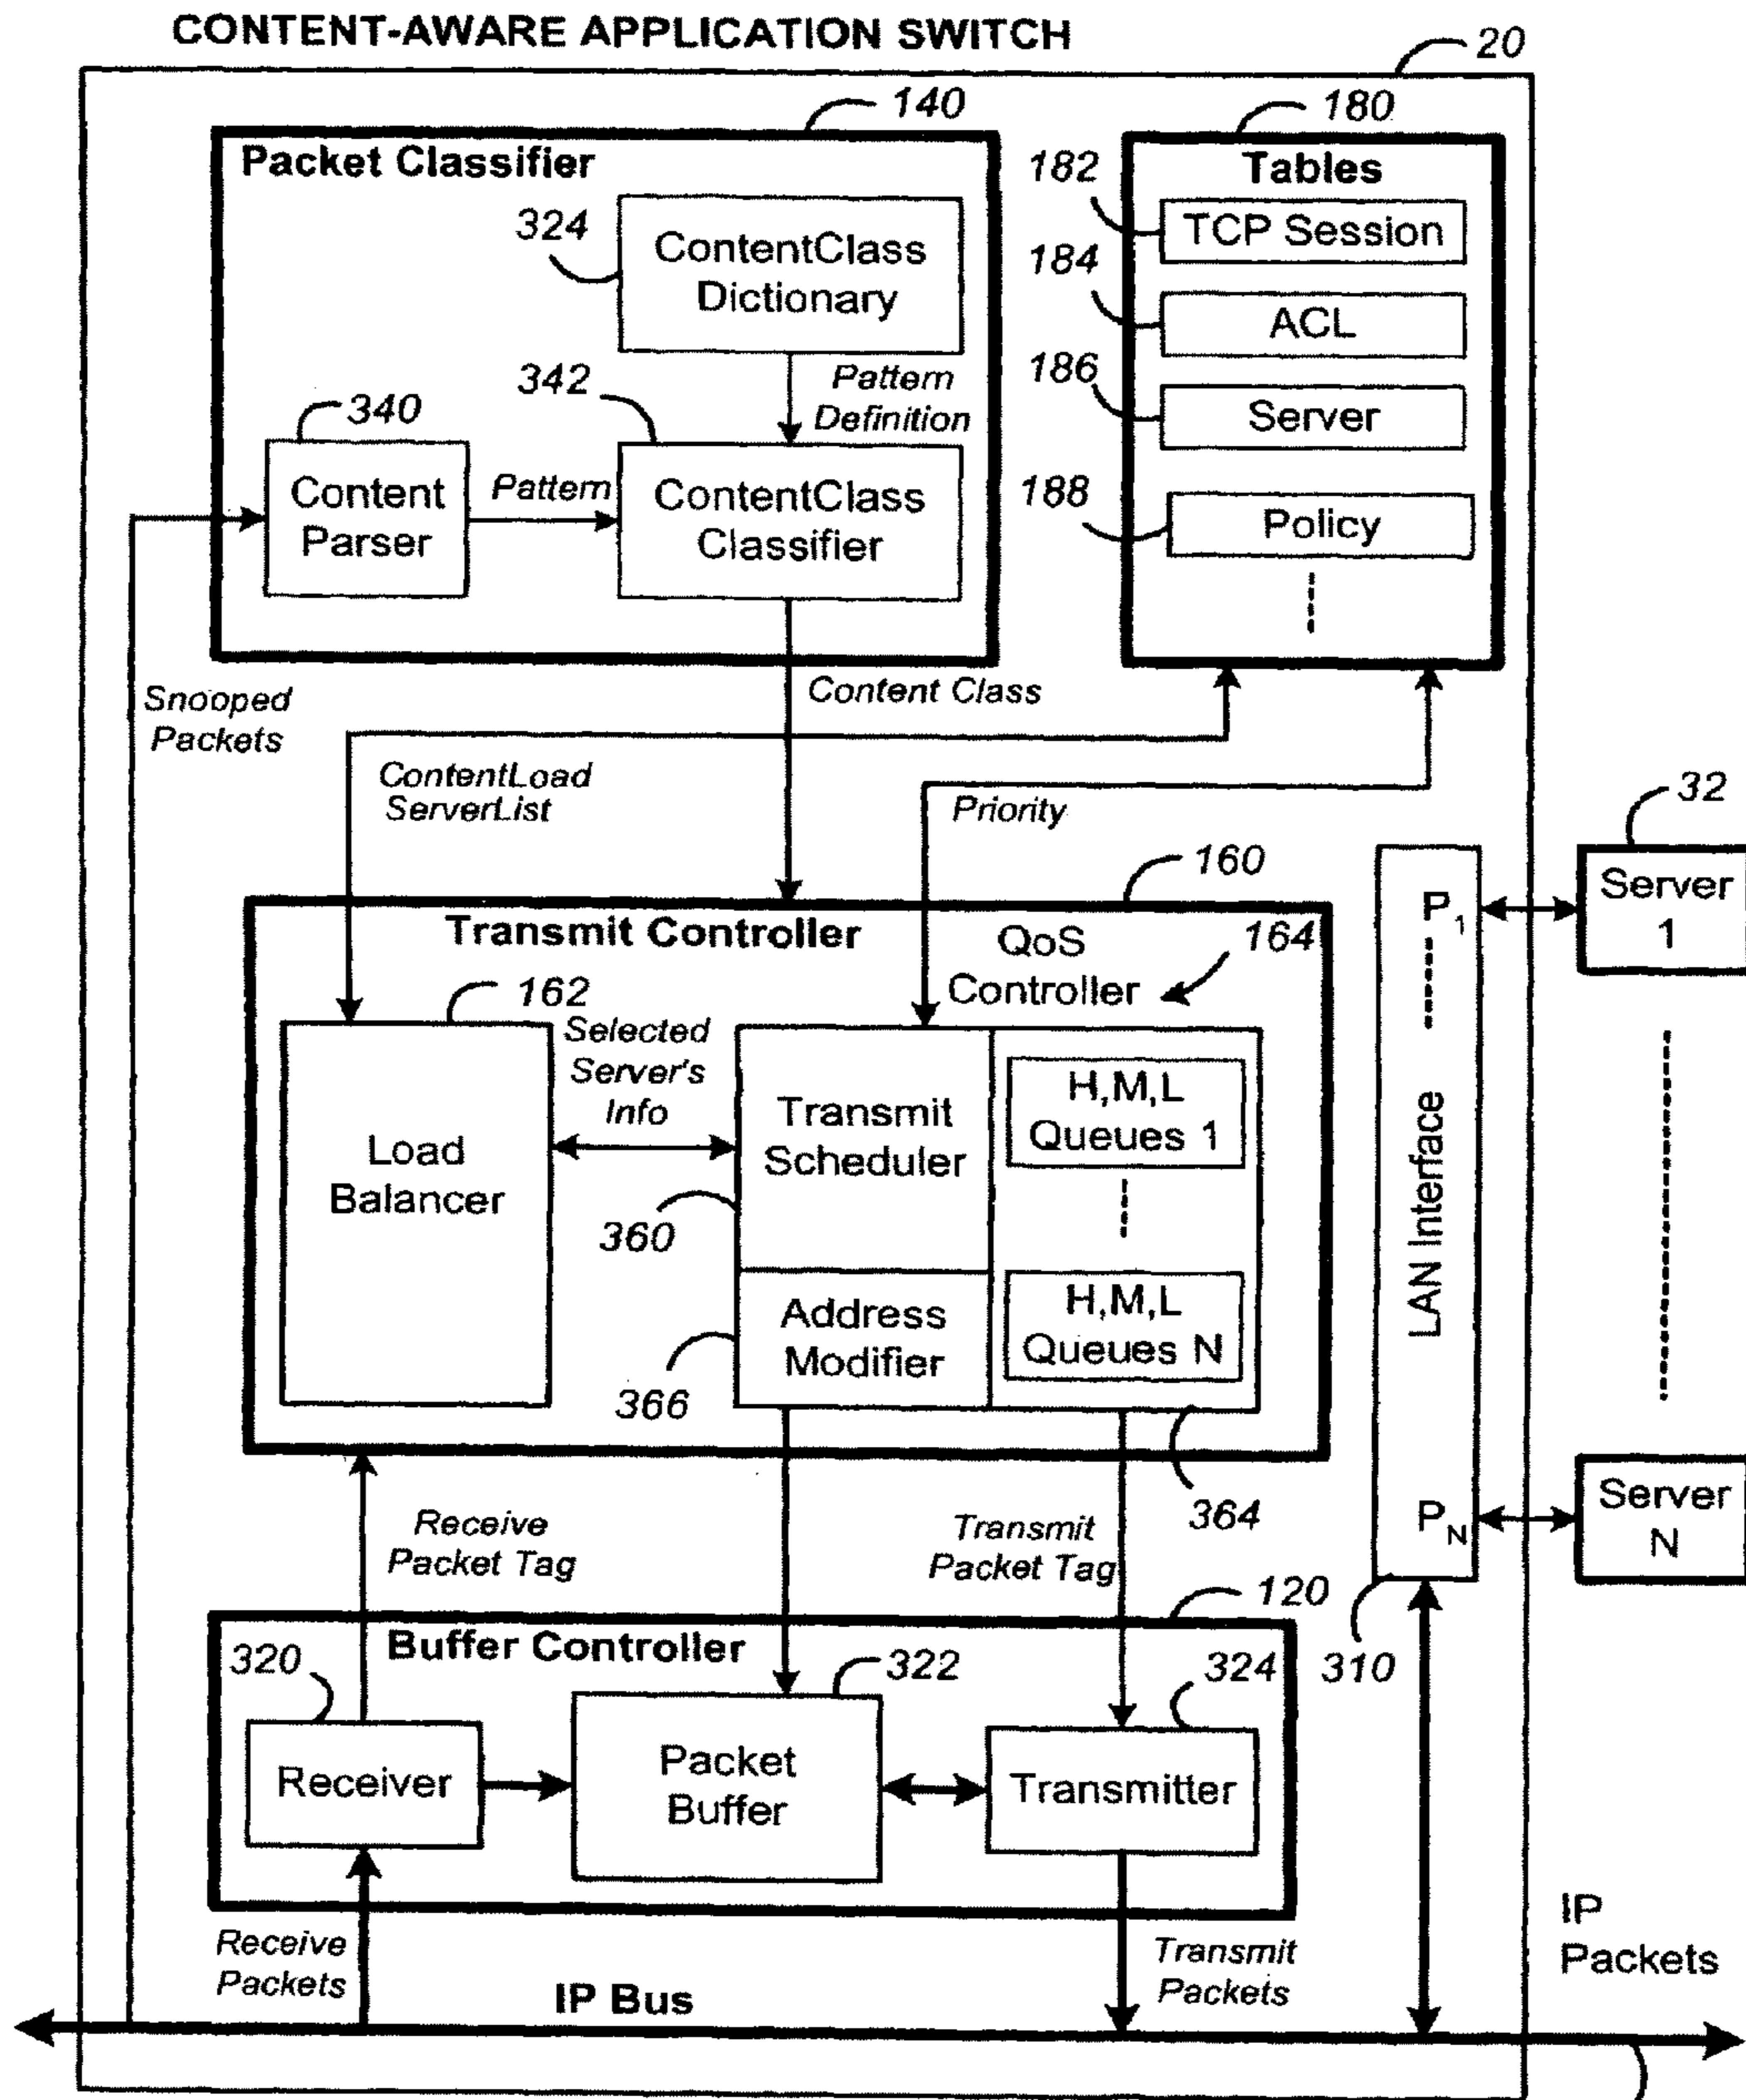 CONTENT-AWARE APPLICATION SWITCH
20
140
Packet Classifier
324
ContentClass
Dictionary
342
Pattern
Definition
340
Content
Parser
Pattern
ContentClass
Classifier
180
Tables
182
TCP Session
184
ACL
186
Server
188
Policy
Snooped
Packets
Content Class
ContentLoad
ServerList
Priority
32
Server
1
160
Transmit Controller
QoS
Controller
164
162
Load
Balancer
Selected
Server's
Info
Transmit
Scheduler
360
H,M,L
Queues 1
Address
Modifier
366
H,M,L
Queues N
364
P1
LAN Interface
PN
310
Server
N
Receive
Packet Tag
Transmit
Packet Tag
120
Buffer Controller
320
Receiver
322
Packet
Buffer
324
Transmitter
Receive
Packets
Transmit
Packets
IP Bus
IP
Packets